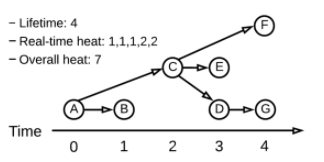 – Lifetime: 4
– Real-time heat: 1,1,1,2,2
– Overall heat: 7
F
C
E
A
B
D
G
Time
0 1 2 3 4